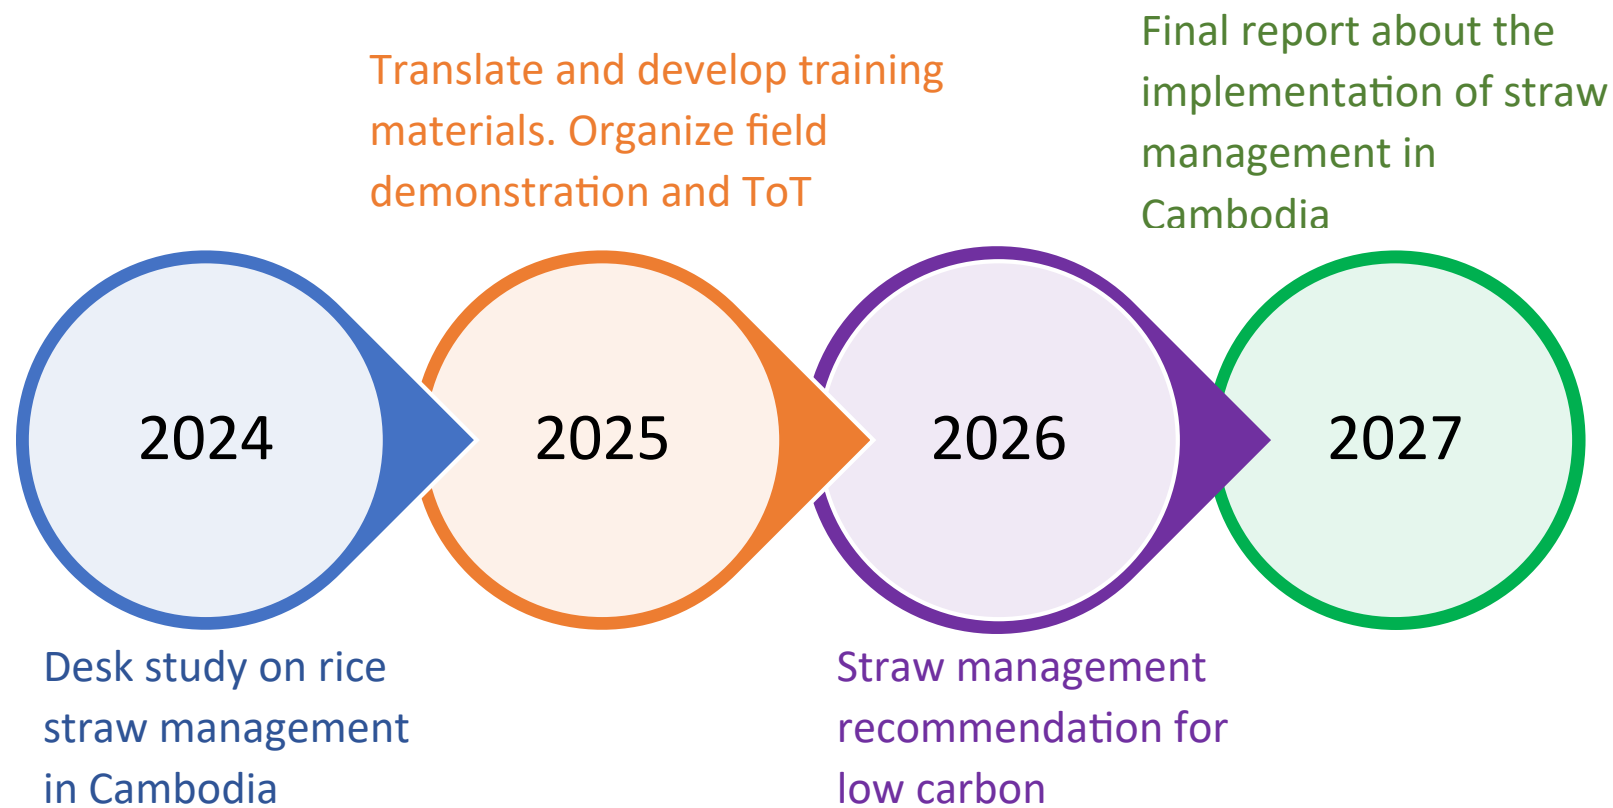 Final report about the
implementation of straw
management in
Cambodia
Translate and develop training
materials. Organize field
demonstration and ToT
2024
2025
2026
2027
Desk study on rice
straw management
in Cambodia
Straw management
recommendation for
low carbon